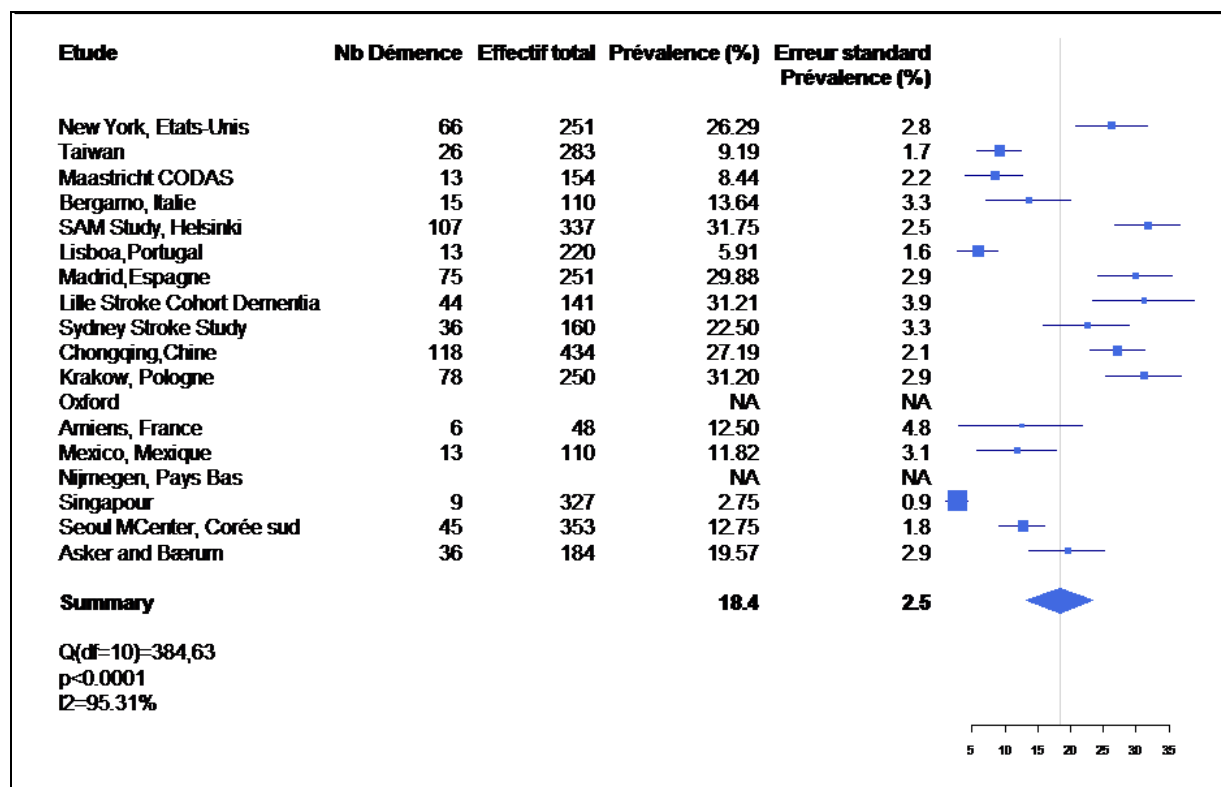 Etude Nb Démence Effectif total Prévalence (%) Erreur standard
Prévalence (%)
New York, Etats-Unis 66 251 26.29 2.8
Taiwan 26 283 9.19 1.7
Maastricht CODAS 13 154 8.44 2.2
Bergamo, Italie 15 110 13.64 3.3
SAM Study, Helsinki 107 337 31.75 2.5
Lisboa,Portugal 13 220 5.91 1.6
Madrid,Espagne 75 251 29.88 2.9
Lille Stroke Cohort Dementia 44 141 31.21 3.9
Sydney Stroke Study 36 160 22.50 3.3
Chongqing,Chine 118 434 27.19 2.1
Krakow, Pologne 78 250 31.20 2.9
Oxford NA NA
Amiens, France 6 48 12.50 4.8
Mexico, Mexique 13 110 11.82 3.1
Nijmegen, Pays Bas NA NA
Singapour 9 327 2.75 0.9
Seoul MCenter, Corée sud 45 353 12.75 1.8
Asker and Bærum 36 184 19.57 2.9
Summary 18.4 2.5
Q(df=10)=384,63
p<0.0001
I2=95.31%
5 10 15 20 25 30 35